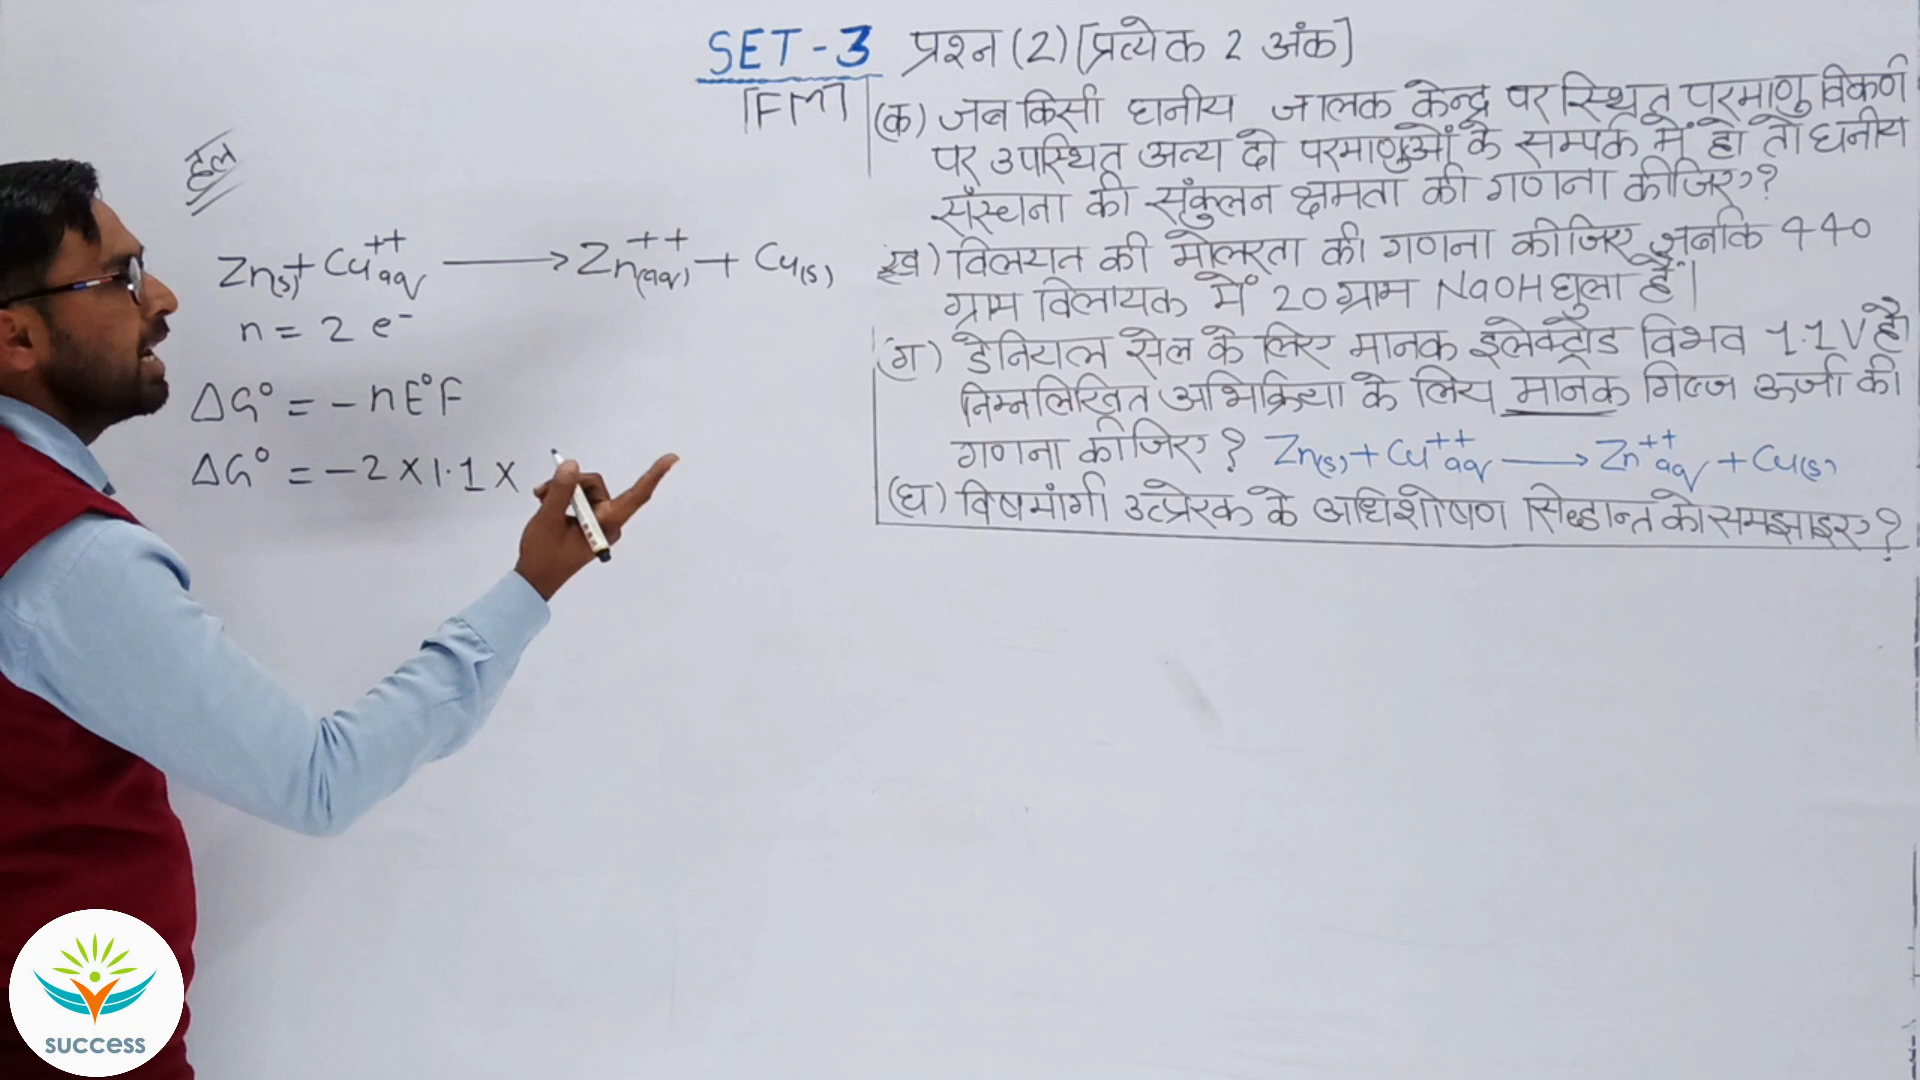 SET-3 प्रश्न (2) [प्रत्येक 2 अंक]
[FM]
(क) जब किसी घनीय जालक केन्द्र पर स्थित परमाणु विकर्ण
पर उपस्थित अन्य दो परमाणुओं के सम्पर्क में हो तो घनीय
संरचना की संकुलन क्षमता की गणना कीजिए?
ख) विलयन की मोलरता की गणना कीजिए जबकि 440
ग्राम विलायक में 20 ग्राम NaOH घुला है।
(ग) डेनियल सेल के लिए मानक इलेक्ट्रोड विभव 1.1V है
निम्नलिखित अभिक्रिया के लिय मानक गिब्ज ऊर्जा की
गणना कीजिए? Zn(s) + Cu⁺⁺aq ⟶ Zn⁺⁺aq + Cu(s)
(घ) विषमांगी उत्प्रेरक के अधिशोषण सिद्धान्त को समझाइए?
हल
Zn(s) + Cu⁺⁺aq ⟶ Zn⁺⁺(aq) + Cu(s)
n = 2 e⁻
ΔG° = -nE°F
ΔG° = -2 × 1.1 ×
success